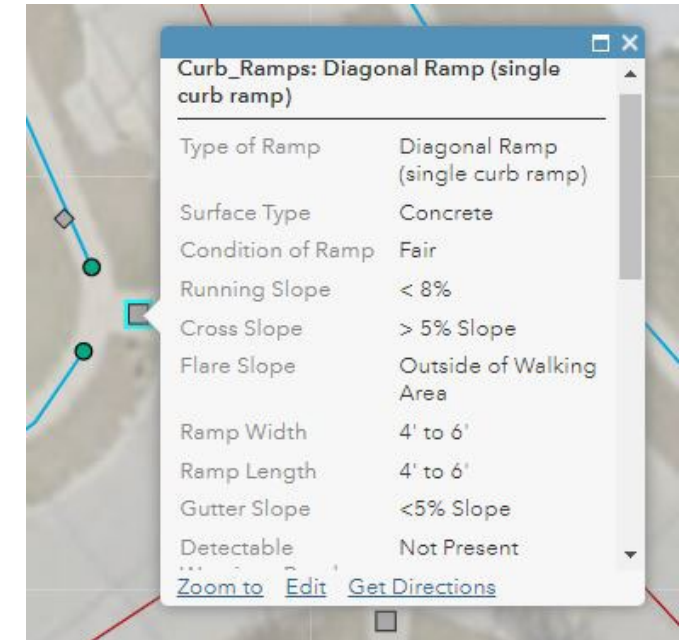 Curb_Ramps: Diagonal Ramp (single
curb ramp)
Type of Ramp Diagonal Ramp
(single curb ramp)
Surface Type Concrete
Condition of Ramp Fair
Running Slope < 8%
Cross Slope > 5% Slope
Flare Slope Outside of Walking
Area
Ramp Width 4' to 6'
Ramp Length 4' to 6'
Gutter Slope <5% Slope
Detectable Not Present
Zoom to Edit Get Directions